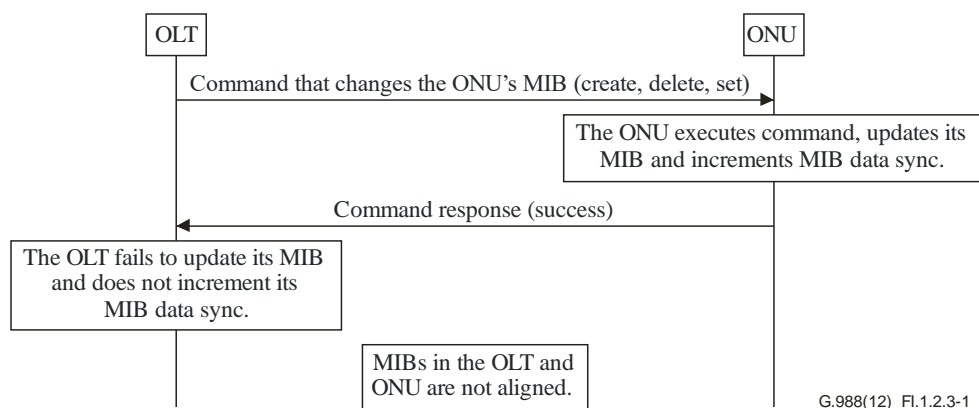 OLT
ONU
Command that changes the ONU's MIB (create, delete, set)
The ONU executes command, updates its
MIB and increments MIB data sync.
Command response (success)
The OLT fails to update its MIB
and does not increment its
MIB data sync.
MIBs in the OLT and
ONU are not aligned.
G.988(12)_FI.1.2.3-1